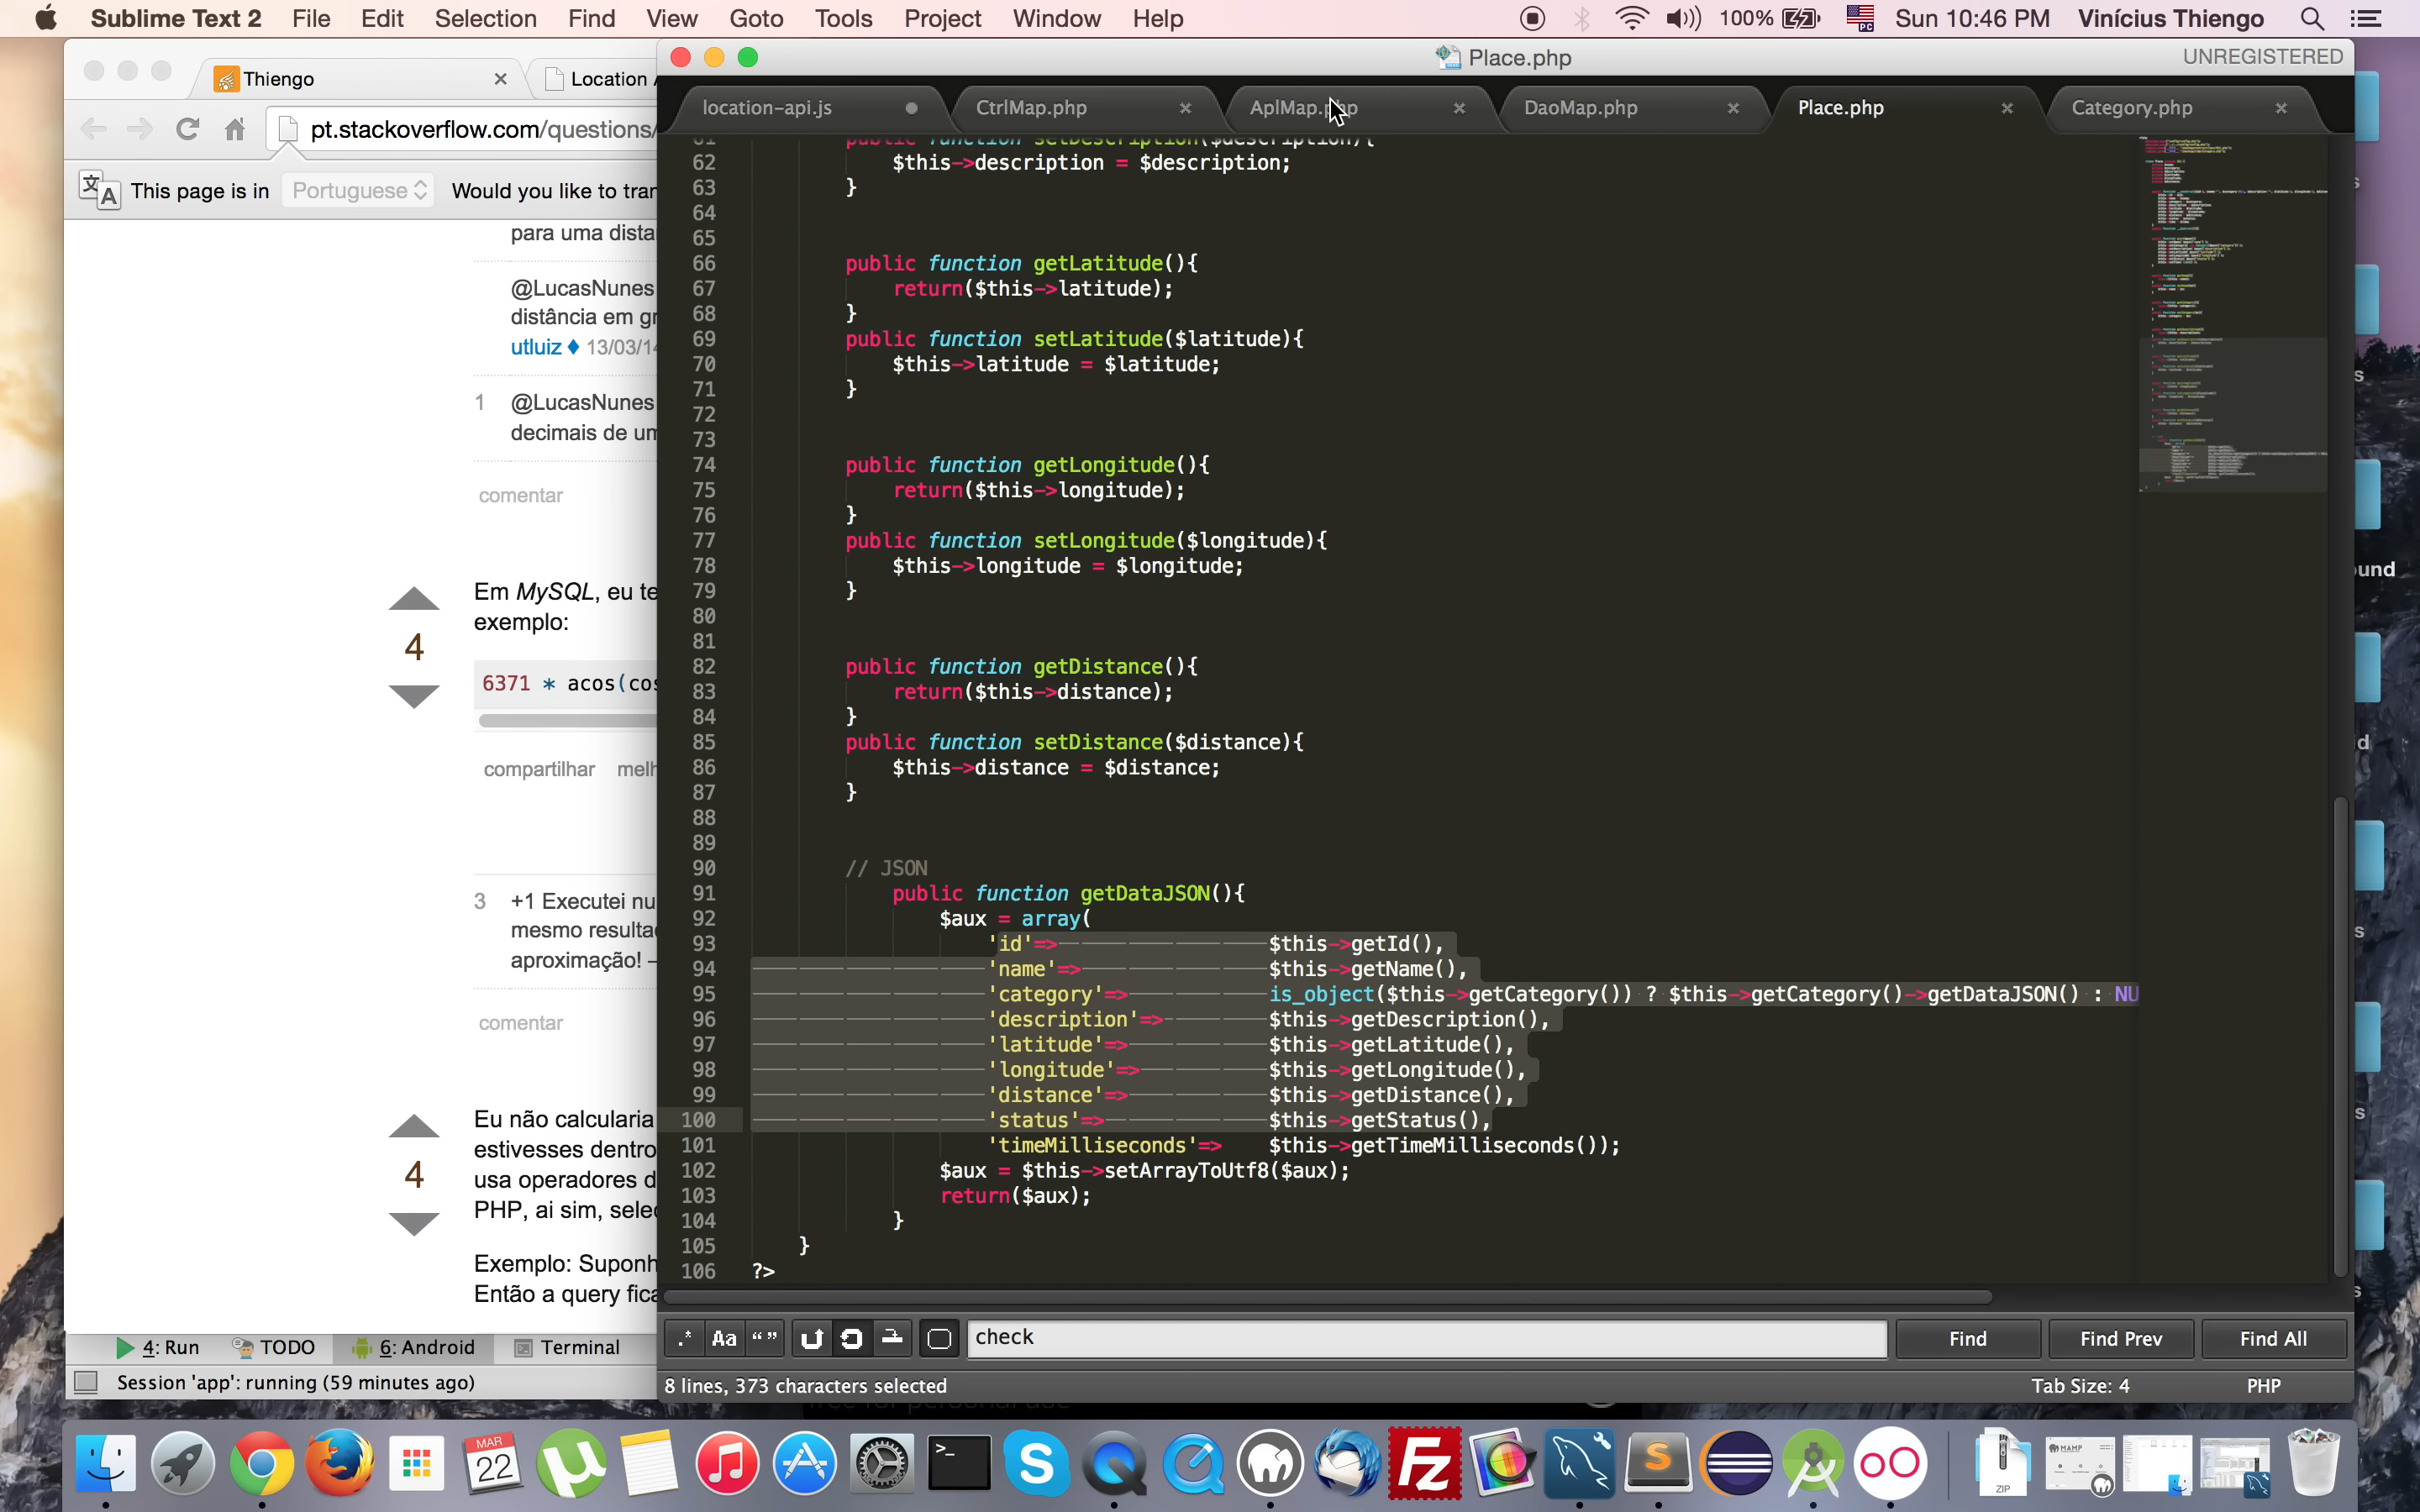 Sublime Text 2 File Edit Selection Find View Goto Tools Project Window Help 100% Sun 10:46 PM Vinícius Thiengo
Thiengo
Location
pt.stackoverflow.com/questions/
This page is in Portuguese Would you like to tran
para uma dista
@LucasNunes
distância em gr
utluiz ♦ 13/03/14
1 @LucasNunes
decimais de um
comentar
Em MySQL, eu te
exemplo:
4
6371 * acos(cos
compartilhar melh
3 +1 Executei nu
mesmo resulta
aproximação! –
comentar
Eu não calcularia
estivesses dentro
4 usa operadores d
PHP, ai sim, selec
Exemplo: Suponh
Então a query fica
4: Run TODO 6: Android Terminal
Session 'app': running (59 minutes ago)
Place.php UNREGISTERED
location-api.js CtrlMap.php AplMap.php DaoMap.php Place.php Category.php
61 public function setDescription($description){
62 $this->description = $description;
63 }
64
65
66 public function getLatitude(){
67 return($this->latitude);
68 }
69 public function setLatitude($latitude){
70 $this->latitude = $latitude;
71 }
72
73
74 public function getLongitude(){
75 return($this->longitude);
76 }
77 public function setLongitude($longitude){
78 $this->longitude = $longitude;
79 }
80
81
82 public function getDistance(){
83 return($this->distance);
84 }
85 public function setDistance($distance){
86 $this->distance = $distance;
87 }
88
89
90 // JSON
91 public function getDataJSON(){
92 $aux = array(
93 'id'=> $this->getId(),
94 'name'=> $this->getName(),
95 'category'=> is_object($this->getCategory()) ? $this->getCategory()->getDataJSON() : NU
96 'description'=> $this->getDescription(),
97 'latitude'=> $this->getLatitude(),
98 'longitude'=> $this->getLongitude(),
99 'distance'=> $this->getDistance(),
100 'status'=> $this->getStatus(),
101 'timeMilliseconds'=> $this->getTimeMilliseconds());
102 $aux = $this->setArrayToUtf8($aux);
103 return($aux);
104 }
105 }
106 ?>
.* Aa “” check Find Find Prev Find All
8 lines, 373 characters selected Tab Size: 4 PHP
und
MAR
22
ZIP
MAMP